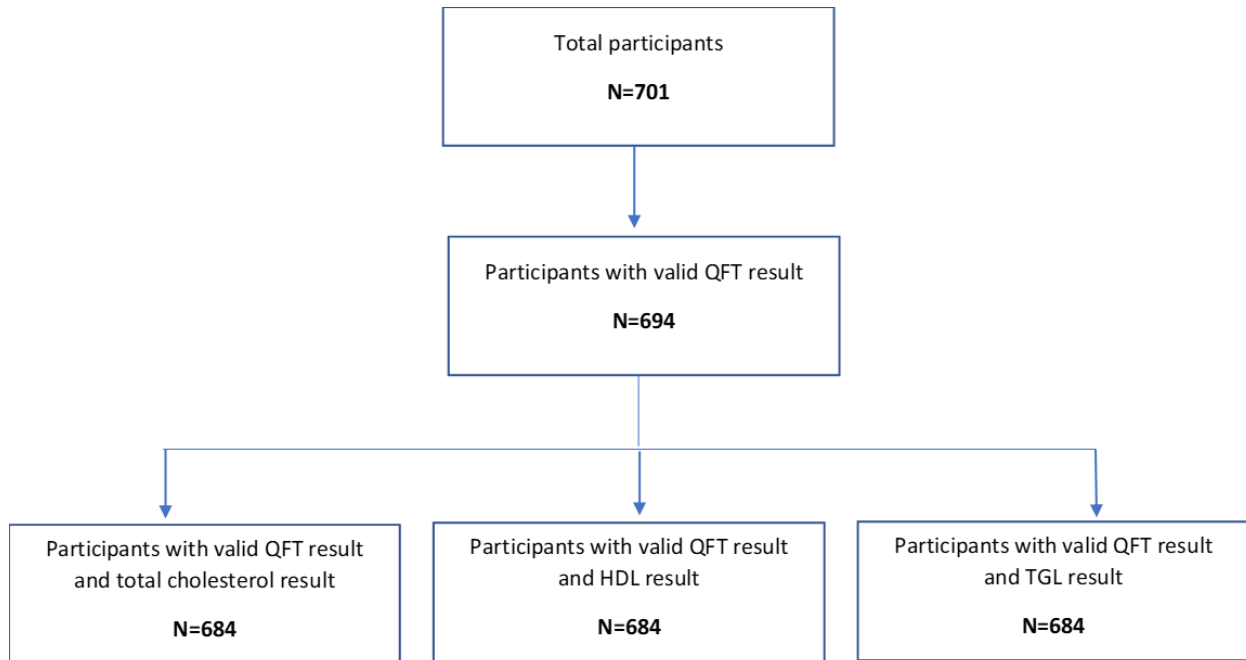 Total participants
N=701
Participants with valid QFT result
N=694
Participants with valid QFT result
and total cholesterol result
N=684
Participants with valid QFT result
and HDL result
N=684
Participants with valid QFT result
and TGL result
N=684